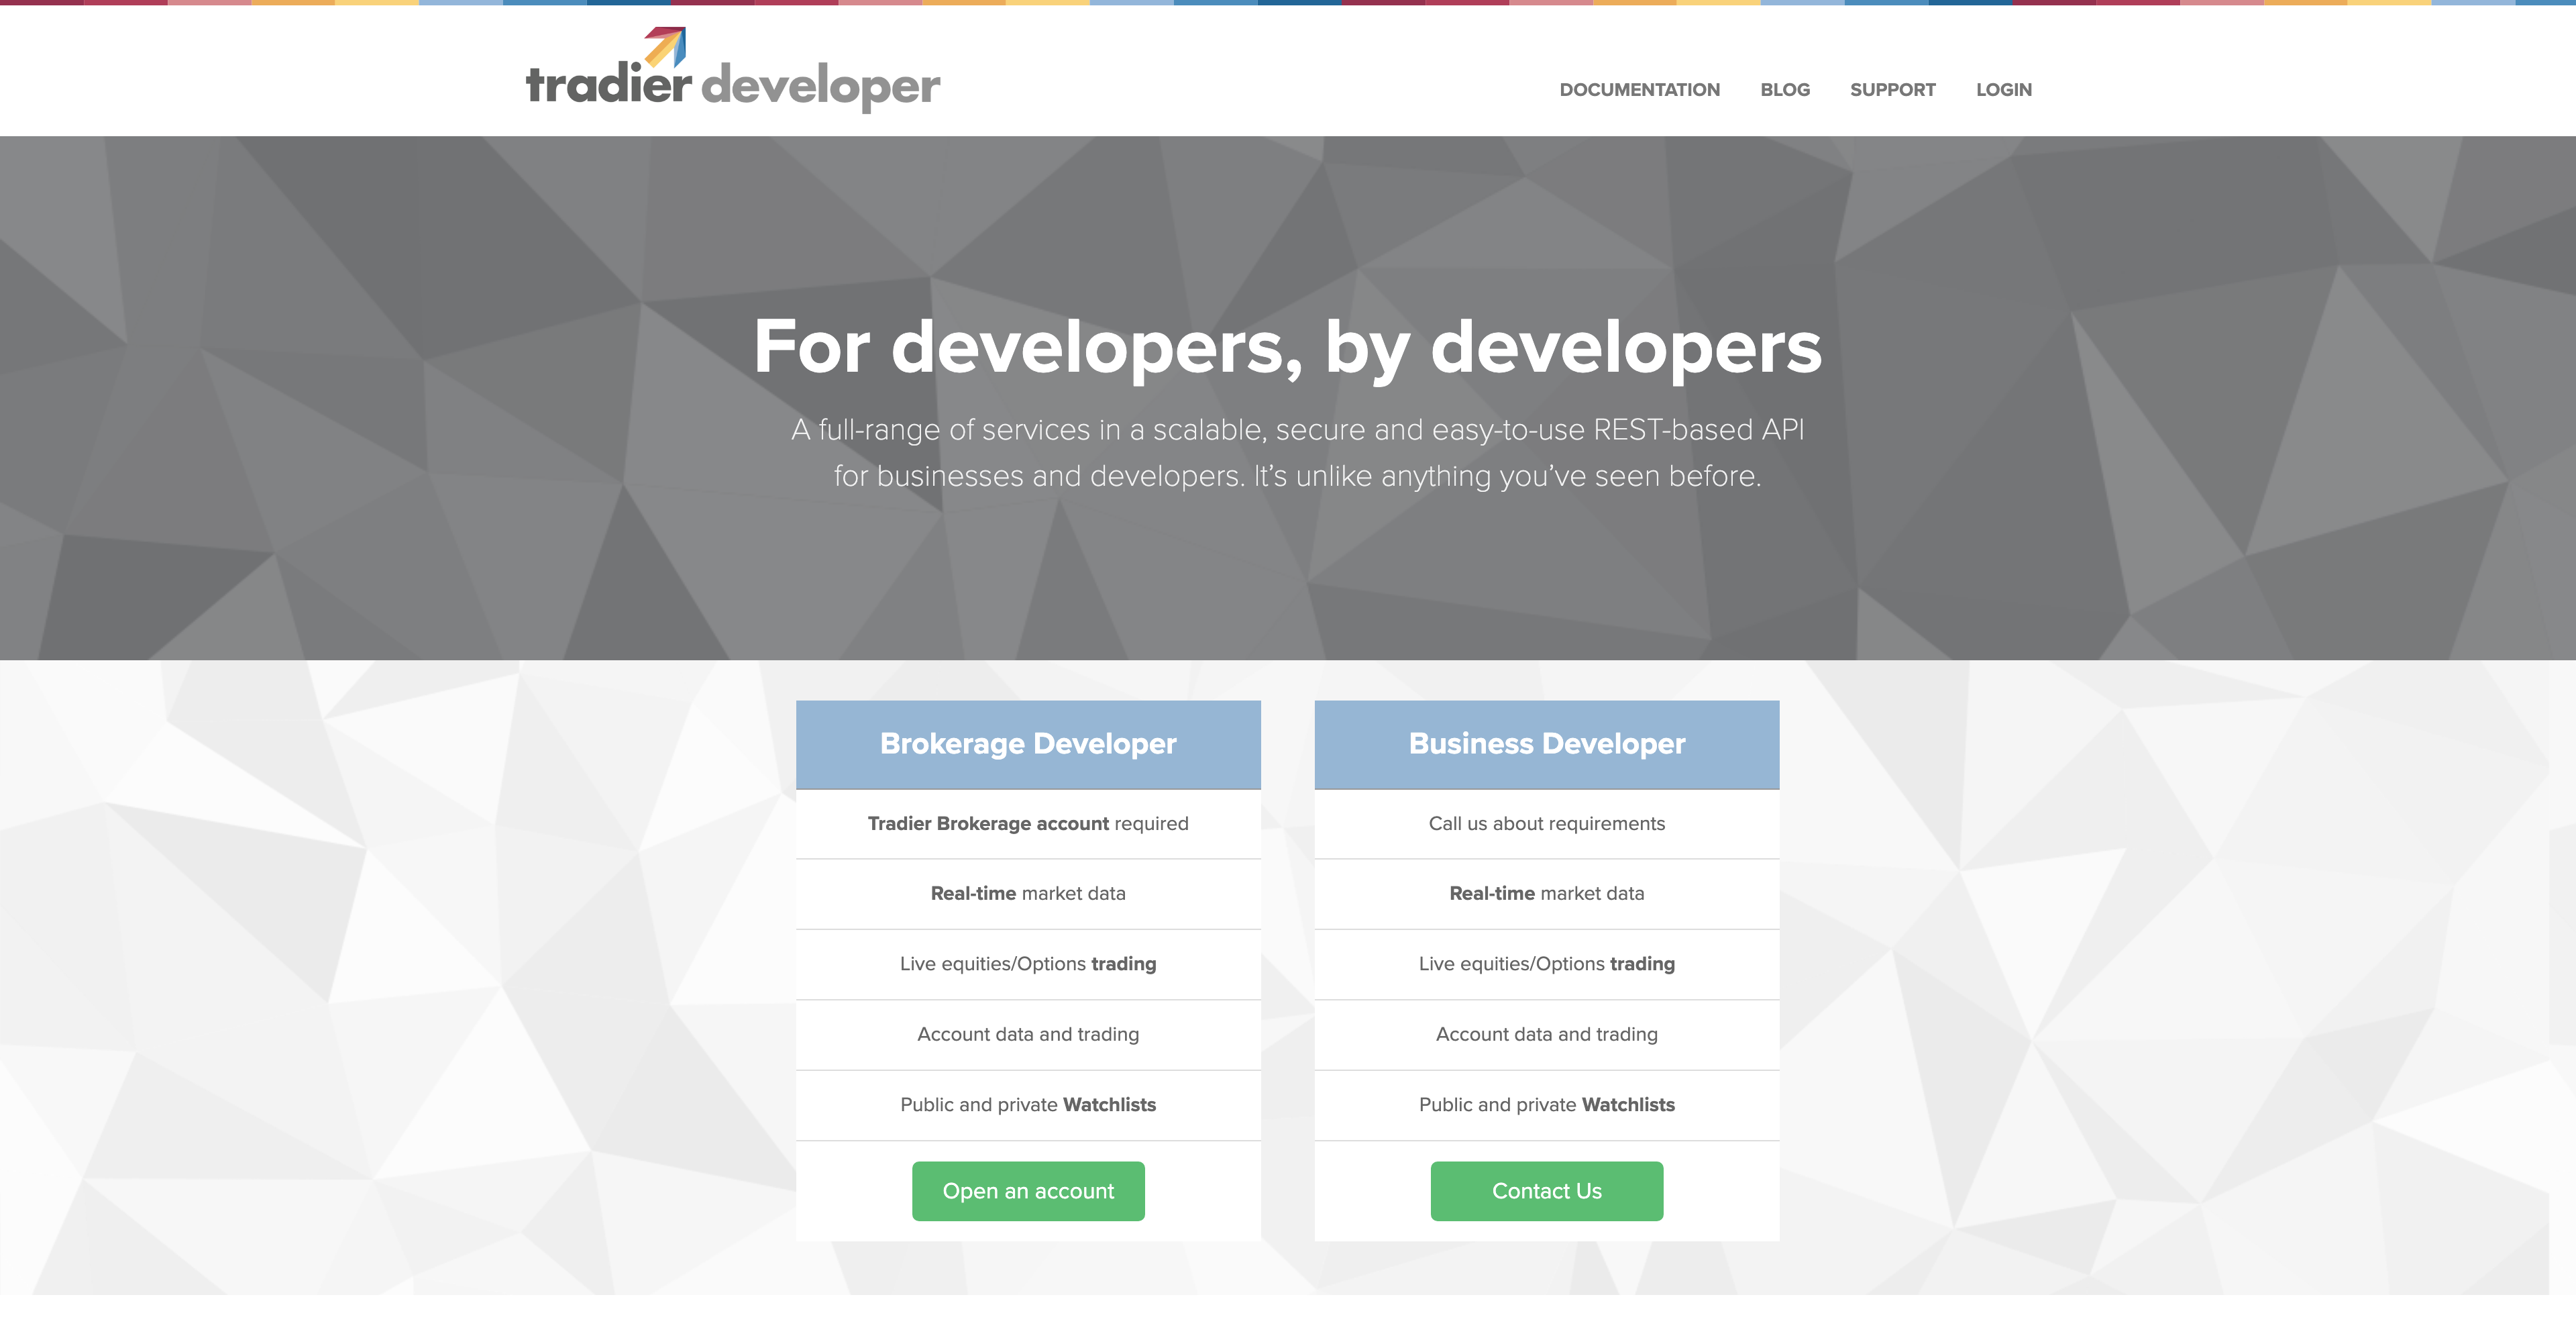 tradier developer
DOCUMENTATION BLOG SUPPORT LOGIN
For developers, by developers
A full-range of services in a scalable, secure and easy-to-use REST-based API
for businesses and developers. It’s unlike anything you’ve seen before.
Brokerage Developer
Tradier Brokerage account required
Real-time market data
Live equities/Options trading
Account data and trading
Public and private Watchlists
Open an account
Business Developer
Call us about requirements
Real-time market data
Live equities/Options trading
Account data and trading
Public and private Watchlists
Contact Us